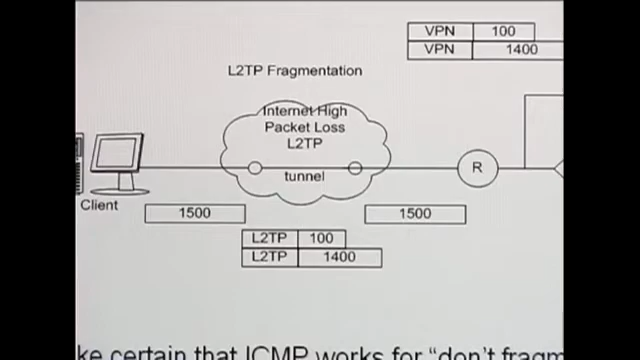 VPN 100
VPN 1400
L2TP Fragmentation
Internet High
Packet Loss
L2TP
tunnel
R
Client
1500
1500
L2TP 100
L2TP 1400
ke certain that ICMP works for "don't fragm